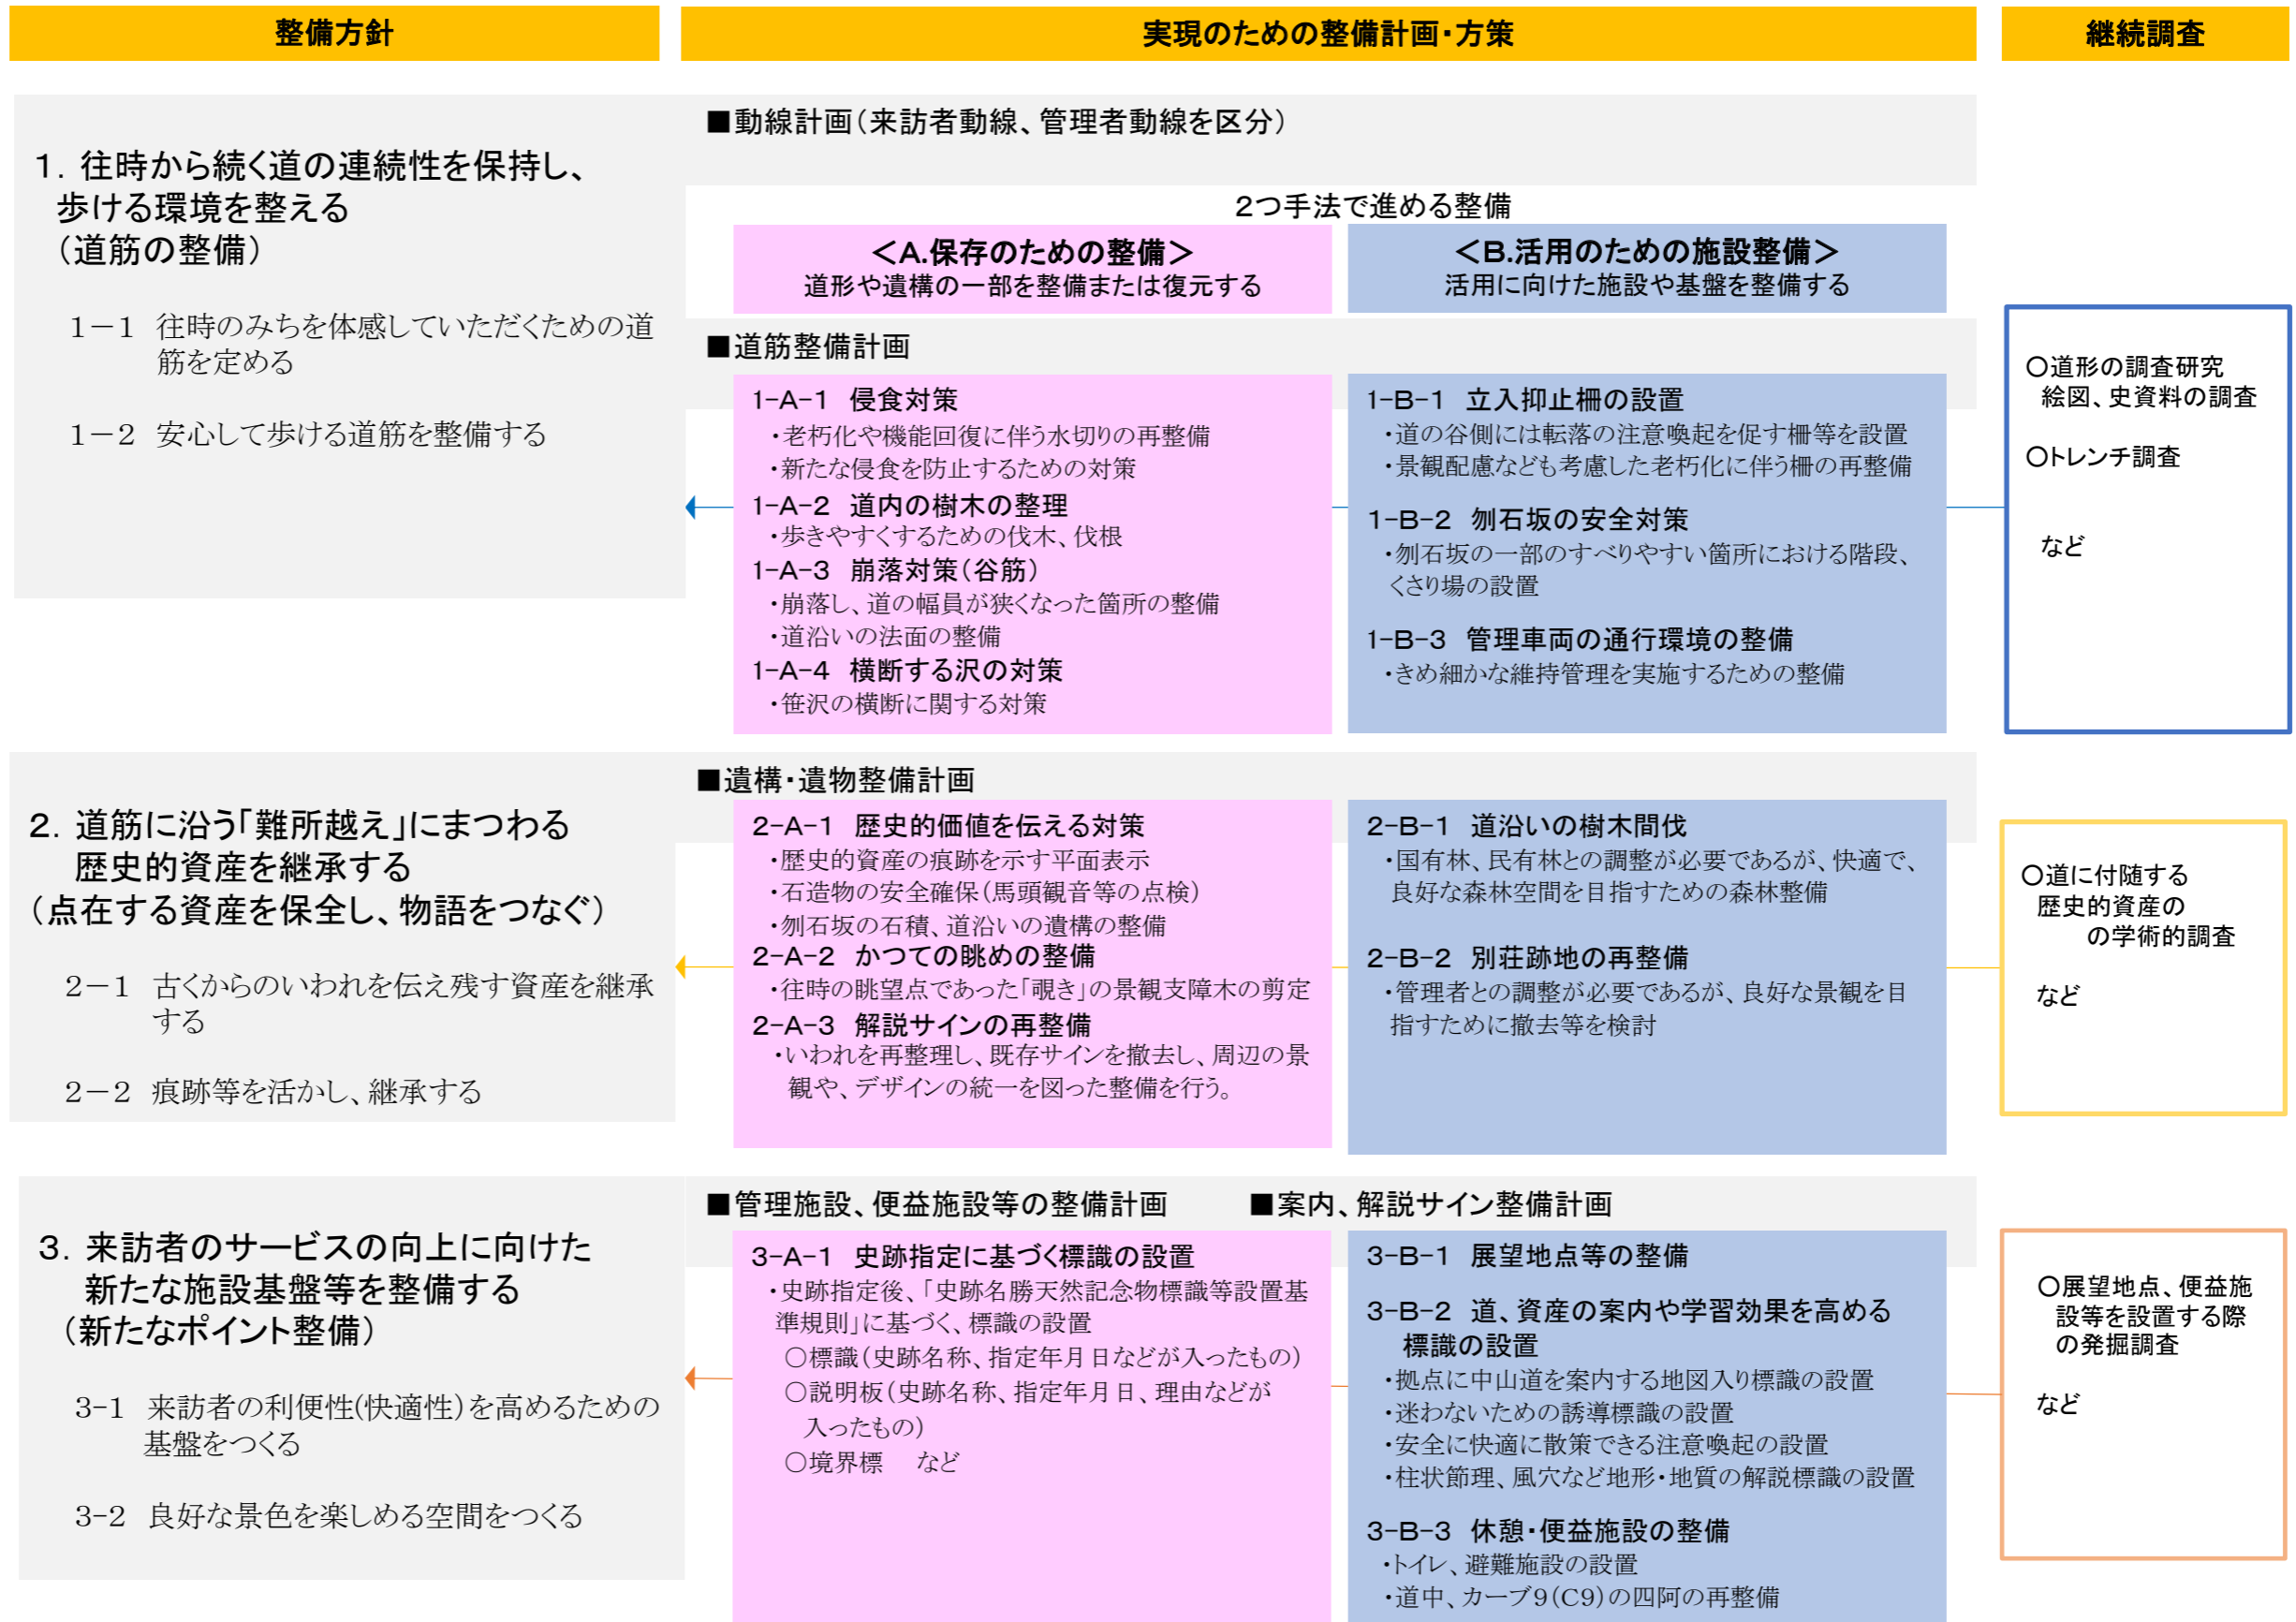 整備方針
実現のための整備計画・方策
継続調査
1．往時から続く道の連続性を保持し、
歩ける環境を整える
（道筋の整備）
1－1 往時のみちを体感していただくための道
筋を定める
1－2 安心して歩ける道筋を整備する
■動線計画（来訪者動線、管理者動線を区分）
2つ手法で進める整備
＜A.保存のための整備＞
道形や遺構の一部を整備または復元する
＜B.活用のための施設整備＞
活用に向けた施設や基盤を整備する
■道筋整備計画
1-A-1 侵食対策
・老朽化や機能回復に伴う水切りの再整備
・新たな侵食を防止するための対策
1-A-2 道内の樹木の整理
・歩きやすくするための伐木、伐根
1-A-3 崩落対策（谷筋）
・崩落し、道の幅員が狭くなった箇所の整備
・道沿いの法面の整備
1-A-4 横断する沢の対策
・笹沢の横断に関する対策
1-B-1 立入抑止柵の設置
・道の谷側には転落の注意喚起を促す柵等を設置
・景観配慮なども考慮した老朽化に伴う柵の再整備
1-B-2 刎石坂の安全対策
・刎石坂の一部のすべりやすい箇所における階段、
くさり場の設置
1-B-3 管理車両の通行環境の整備
・きめ細かな維持管理を実施するための整備
○道形の調査研究
絵図、史資料の調査
○トレンチ調査
など
2．道筋に沿う「難所越え」にまつわる
歴史的資産を継承する
（点在する資産を保全し、物語をつなぐ）
2－1 古くからのいわれを伝え残す資産を継承
する
2－2 痕跡等を活かし、継承する
■遺構・遺物整備計画
2-A-1 歴史的価値を伝える対策
・歴史的資産の痕跡を示す平面表示
・石造物の安全確保（馬頭観音等の点検）
・刎石坂の石積、道沿いの遺構の整備
2-A-2 かつての眺めの整備
・往時の眺望点であった「覗き」の景観支障木の剪定
2-A-3 解説サインの再整備
・いわれを再整理し、既存サインを撤去し、周辺の景
観や、デザインの統一を図った整備を行う。
2-B-1 道沿いの樹木間伐
・国有林、民有林との調整が必要であるが、快適で、
良好な森林空間を目指すための森林整備
2-B-2 別荘跡地の再整備
・管理者との調整が必要であるが、良好な景観を目
指すために撤去等を検討
○道に付随する
歴史的資産の
の学術的調査
など
3．来訪者のサービスの向上に向けた
新たな施設基盤等を整備する
（新たなポイント整備）
3-1 来訪者の利便性(快適性)を高めるための
基盤をつくる
3-2 良好な景色を楽しめる空間をつくる
■管理施設、便益施設等の整備計画 ■案内、解説サイン整備計画
3-A-1 史跡指定に基づく標識の設置
・史跡指定後、「史跡名勝天然記念物標識等設置基
準規則」に基づく、標識の設置
○標識（史跡名称、指定年月日などが入ったもの）
○説明板（史跡名称、指定年月日、理由などが
入ったもの）
○境界標 など
3-B-1 展望地点等の整備
3-B-2 道、資産の案内や学習効果を高める
標識の設置
・拠点に中山道を案内する地図入り標識の設置
・迷わないための誘導標識の設置
・安全に快適に散策できる注意喚起の設置
・柱状節理、風穴など地形・地質の解説標識の設置
3-B-3 休憩・便益施設の整備
・トイレ、避難施設の設置
・道中、カーブ9(C9)の四阿の再整備
○展望地点、便益施
設等を設置する際
の発掘調査
など